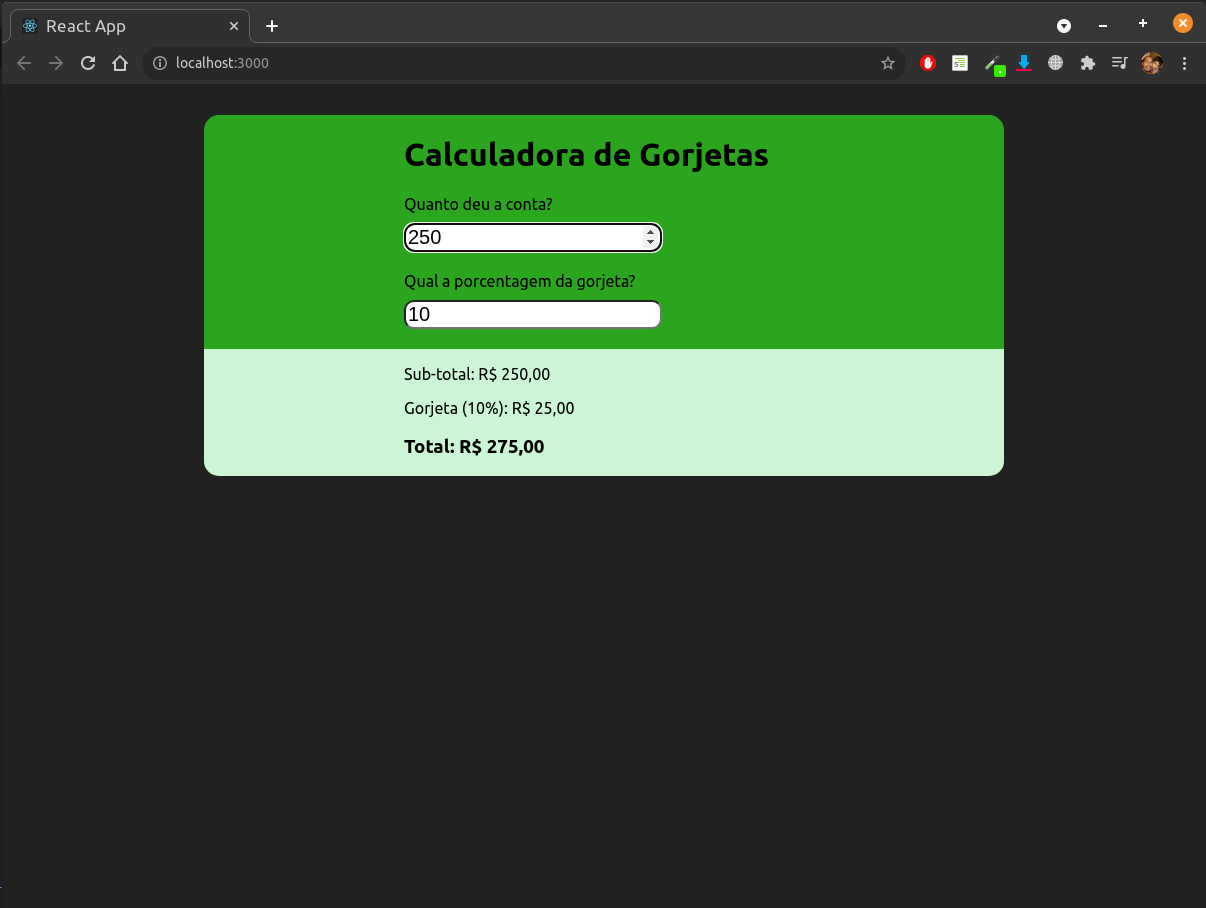 React App
localhost:3000
Calculadora de Gorjetas
Quanto deu a conta?
250
Qual a porcentagem da gorjeta?
10
Sub-total: R$ 250,00
Gorjeta (10%): R$ 25,00
Total: R$ 275,00